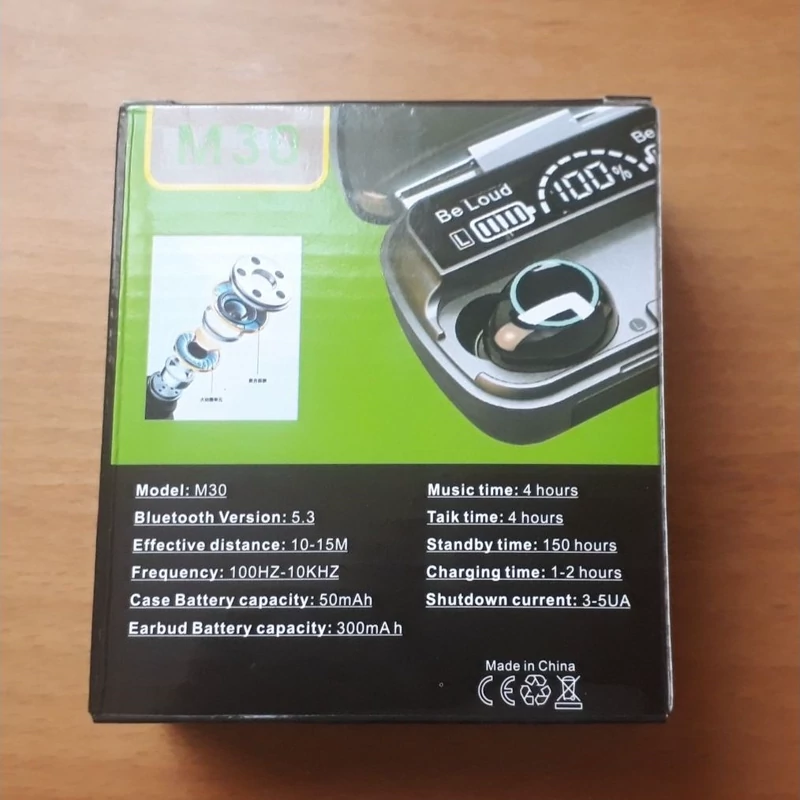 M30
Be Loud
100%
Be
L
L
Model: M30
Bluetooth Version: 5.3
Effective distance: 10-15M
Frequency: 100HZ-10KHZ
Case Battery capacity: 50mAh
Earbud Battery capacity: 300mAh
Music time: 4 hours
Taik time: 4 hours
Standby time: 150 hours
Charging time: 1-2 hours
Shutdown current: 3-5UA
Made in China
CE